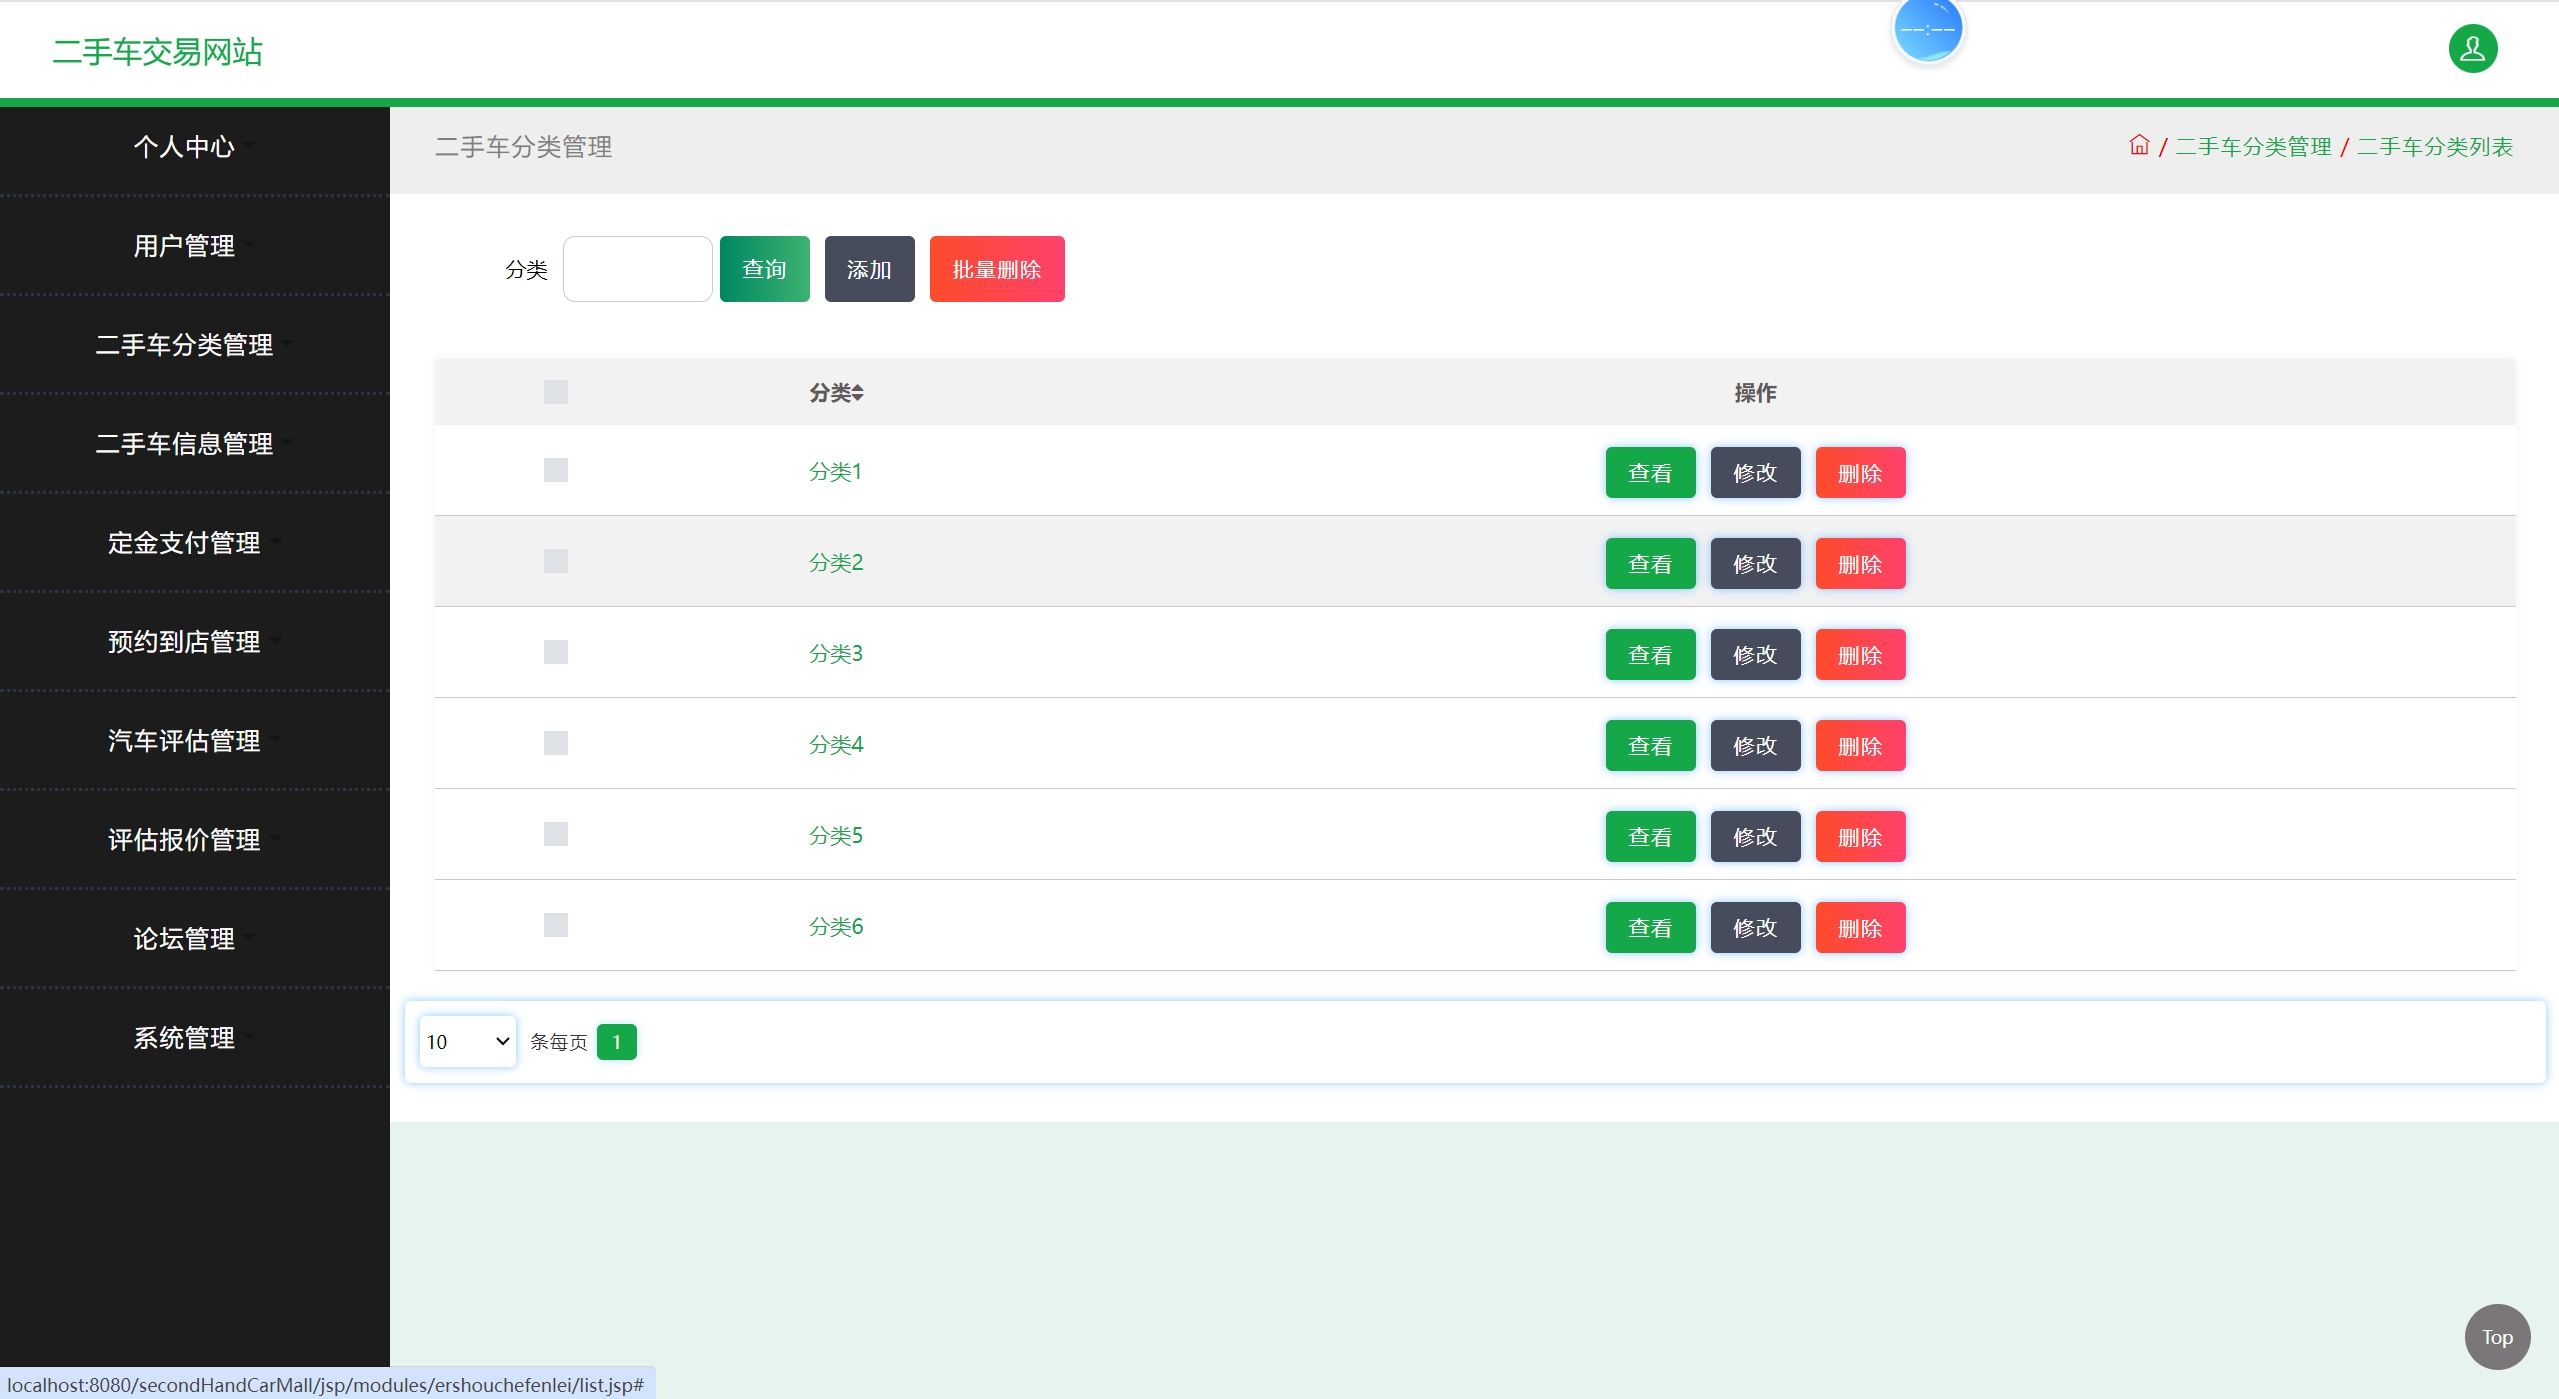 二手车交易网站
--:--
个人中心
用户管理
二手车分类管理
二手车信息管理
定金支付管理
预约到店管理
汽车评估管理
评估报价管理
论坛管理
系统管理
二手车分类管理
/ 二手车分类管理 / 二手车分类列表
分类 查询 添加 批量删除
分类 操作
分类1 查看 修改 删除
分类2 查看 修改 删除
分类3 查看 修改 删除
分类4 查看 修改 删除
分类5 查看 修改 删除
分类6 查看 修改 删除
10 条每页 1
Top
localhost:8080/secondHandCarMall/jsp/modules/ershouchefenlei/list.jsp#